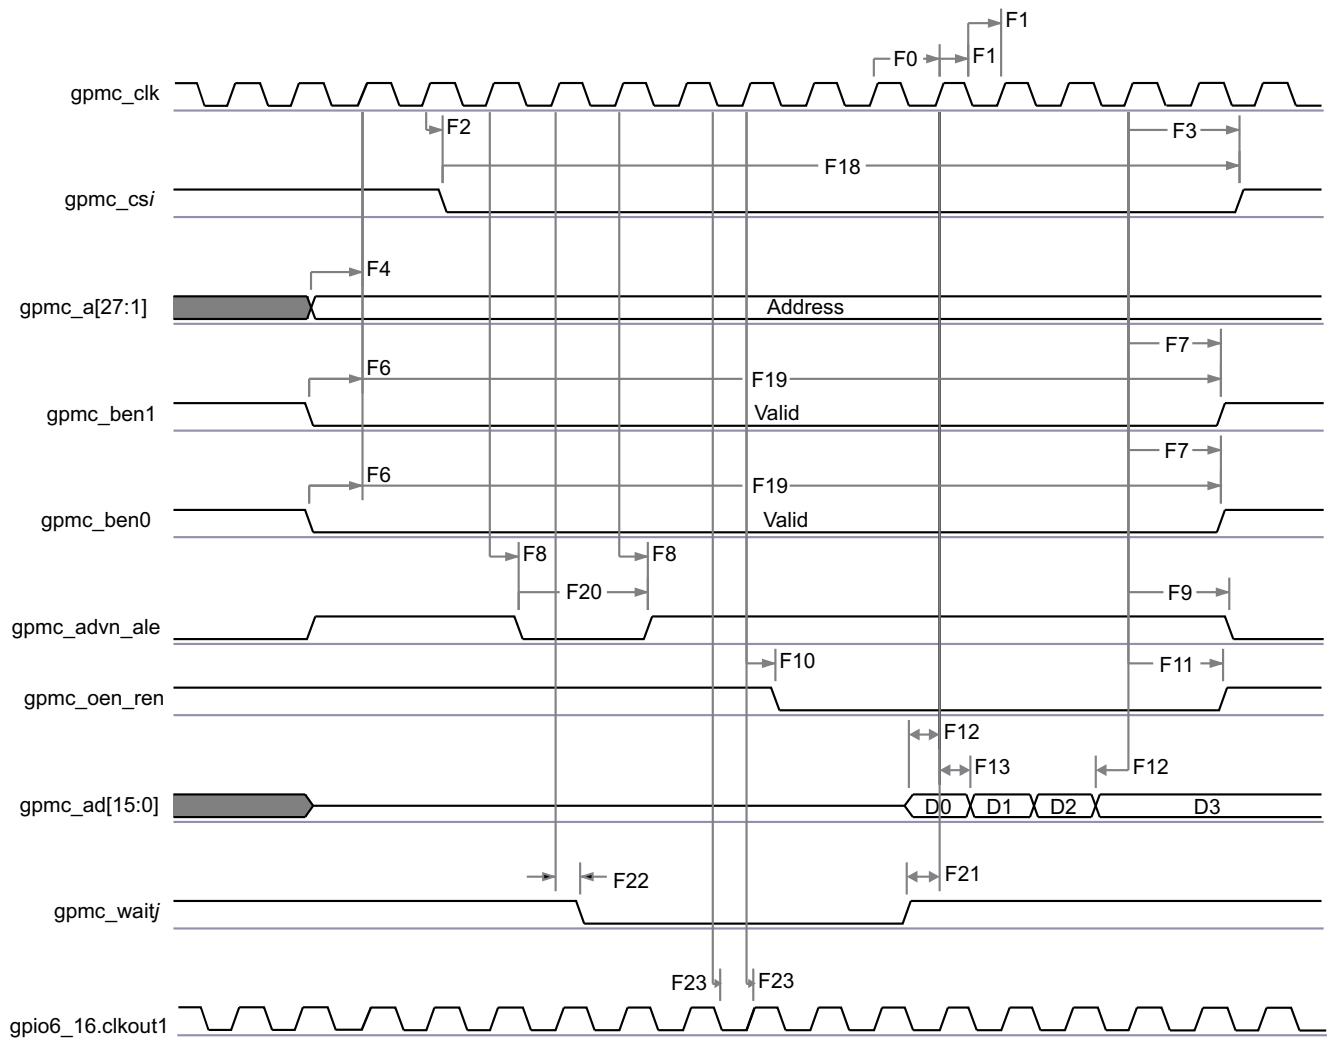 F1
F0
F1
gpmc_clk
F2
F3
F18
gpmc_csi
F4
gpmc_a[27:1]
Address
F7
F6
F19
gpmc_ben1
Valid
F7
F6
F19
gpmc_ben0
Valid
F8
F8
F20
F9
gpmc_advn_ale
F10
F11
gpmc_oen_ren
F12
F13
F12
gpmc_ad[15:0]
D0
D1
D2
D3
F22
F21
gpmc_waitj
F23
F23
gpio6_16.clkout1